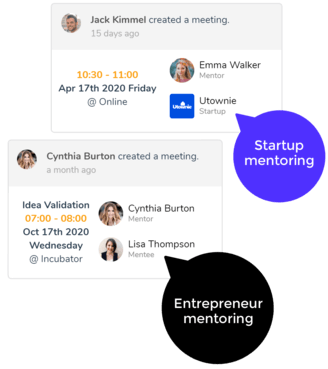 Jack Kimmel created a meeting.
15 days ago
10:30 - 11:00
Apr 17th 2020 Friday
@ Online
Emma Walker
Mentor
Utownie
Utownie
Startup
Startup
mentoring
Cynthia Burton created a meeting.
a month ago
Idea Validation
07:00 - 08:00
Oct 17th 2020
Wednesday
@ Incubator
Cynthia Burton
Mentor
Lisa Thompson
Mentee
Entrepreneur
mentoring